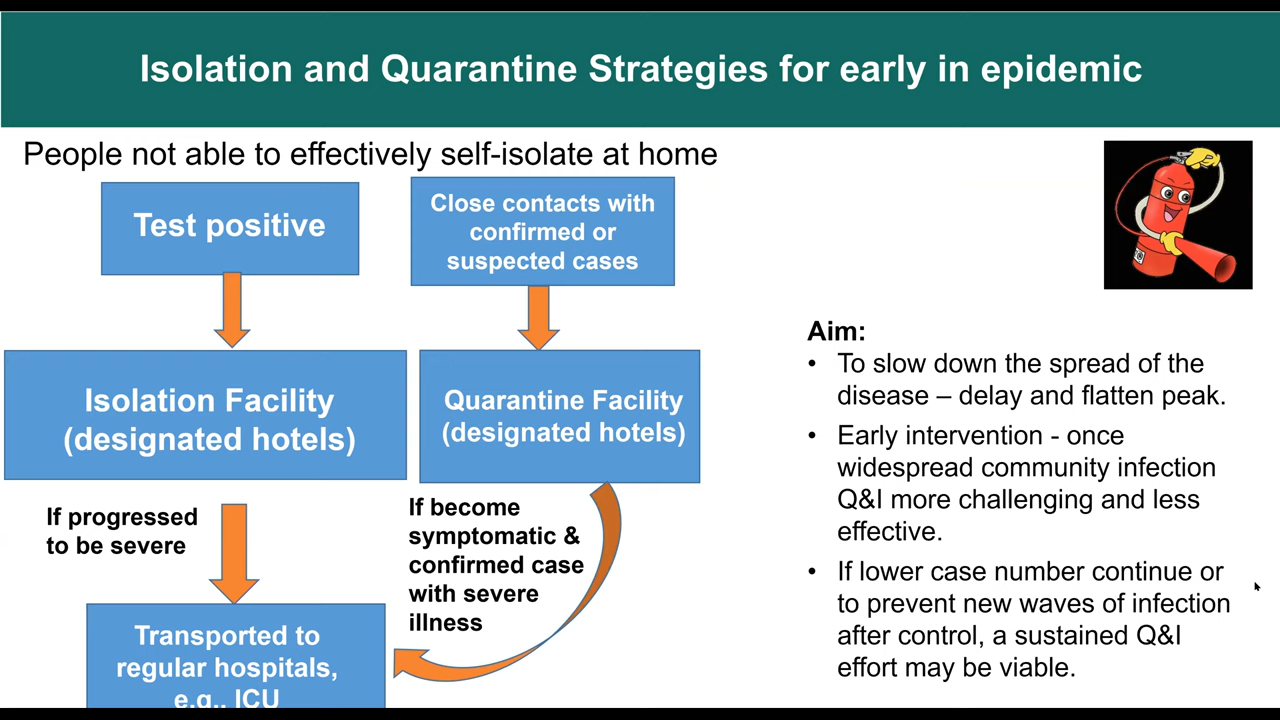 Isolation and Quarantine Strategies for early in epidemic
People not able to effectively self-isolate at home
Test positive
Close contacts with
confirmed or
suspected cases
Isolation Facility
(designated hotels)
Quarantine Facility
(designated hotels)
If progressed
to be severe
If become
symptomatic &
confirmed case
with severe
illness
Transported to
regular hospitals,
e.g., ICU
Aim:
• To slow down the spread of the
disease – delay and flatten peak.
• Early intervention - once
widespread community infection
Q&I more challenging and less
effective.
• If lower case number continue or
to prevent new waves of infection
after control, a sustained Q&I
effort may be viable.